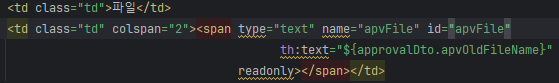 <td class="td">파일</td>
<td class="td" colspan="2"><span type="text" name="apvFile" id="apvFile"
th:text="${approvalDto.apvOldFileName}"
readonly></span></td>